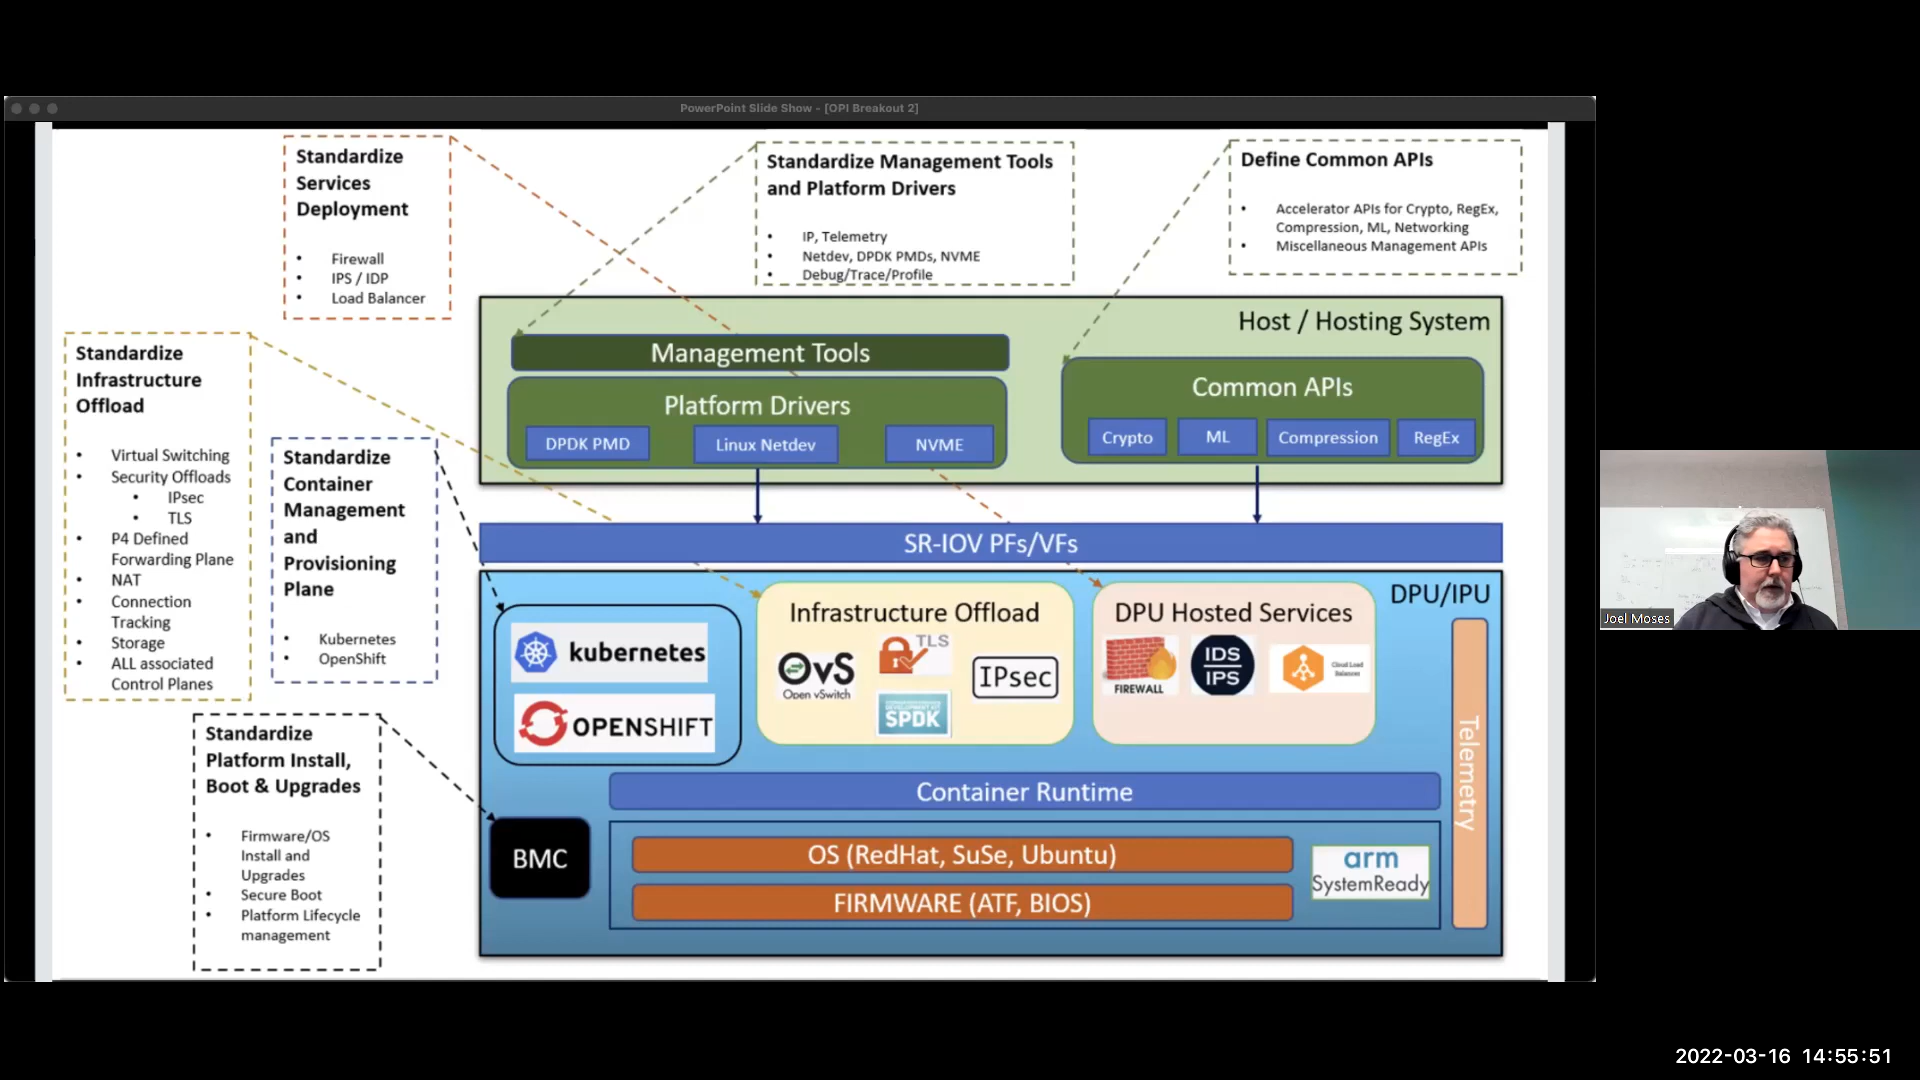 PowerPoint Slide Show - [OPI Breakout 2]
Standardize
Services
Deployment
• Firewall
• IPS / IDP
• Load Balancer
Standardize Management Tools
and Platform Drivers
• IP, Telemetry
• Netdev, DPDK PMDs, NVME
• Debug/Trace/Profile
Define Common APIs
• Accelerator APIs for Crypto, RegEx,
Compression, ML, Networking
• Miscellaneous Management APIs
Standardize
Infrastructure
Offload
• Virtual Switching
• Security Offloads
• IPsec
• TLS
• P4 Defined
Forwarding Plane
• NAT
• Connection
Tracking
• Storage
• ALL associated
Control Planes
Standardize
Container
Management
and
Provisioning
Plane
• Kubernetes
• OpenShift
Standardize
Platform Install,
Boot & Upgrades
• Firmware/OS
Install and
Upgrades
• Secure Boot
• Platform Lifecycle
management
Host / Hosting System
Management Tools
Platform Drivers
DPDK PMD
Linux Netdev
NVME
Common APIs
Crypto
ML
Compression
RegEx
SR-IOV PFs/VFs
DPU/IPU
kubernetes
OPENSHIFT
Infrastructure Offload
OvS
Open vSwitch
TLS
IPsec
DEVELOPMENT KIT
SPDK
DPU Hosted Services
FIREWALL
IDS
IPS
Cloud Load
Balancers
Telemetry
Container Runtime
BMC
OS (RedHat, SuSe, Ubuntu)
FIRMWARE (ATF, BIOS)
arm
SystemReady
Joel Moses
2022-03-16 14:55:51